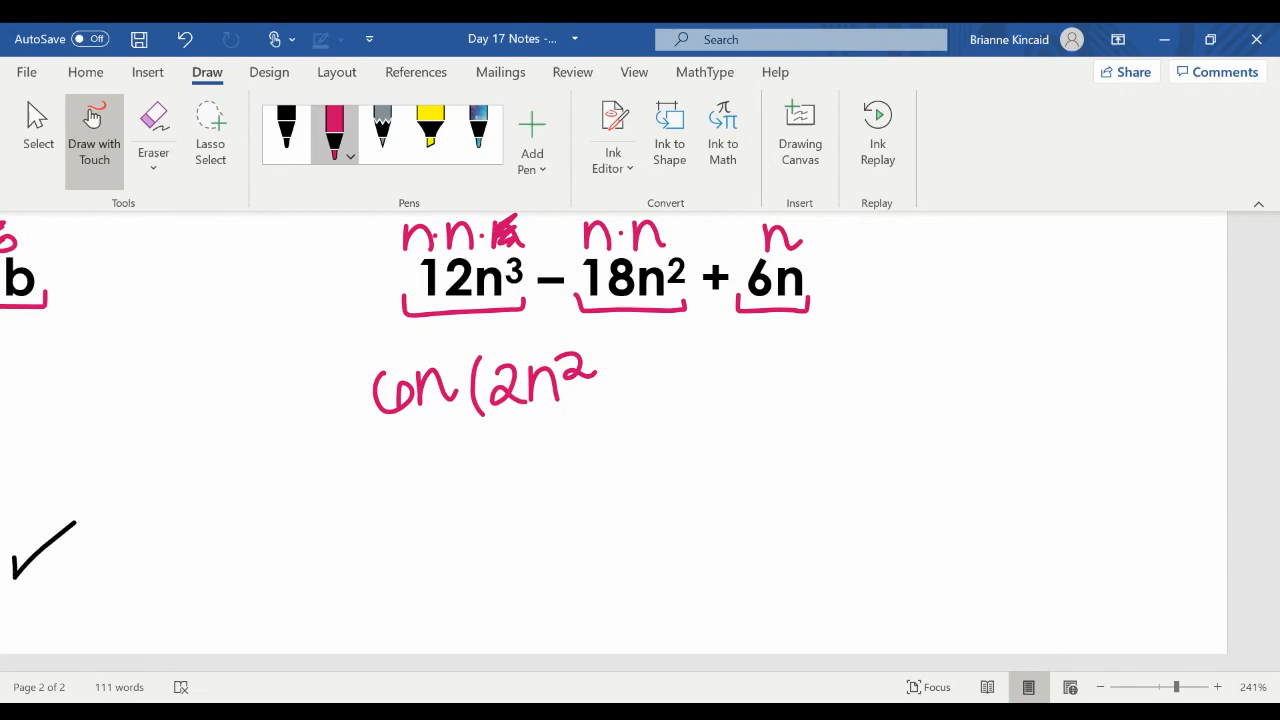 AutoSave Off Day 17 Notes -... Search Brianne Kincaid
File Home Insert Draw Design Layout References Mailings Review View MathType Help Share Comments
Select Draw with Touch Eraser Lasso Select Add Pen Ink Editor Ink to Shape Ink to Math Drawing Canvas Ink Replay
Tools Pens Convert Insert Replay
n·n· n·n n
b 12n³ – 18n² + 6n
6n(2n²
Page 2 of 2 111 words Focus 241%